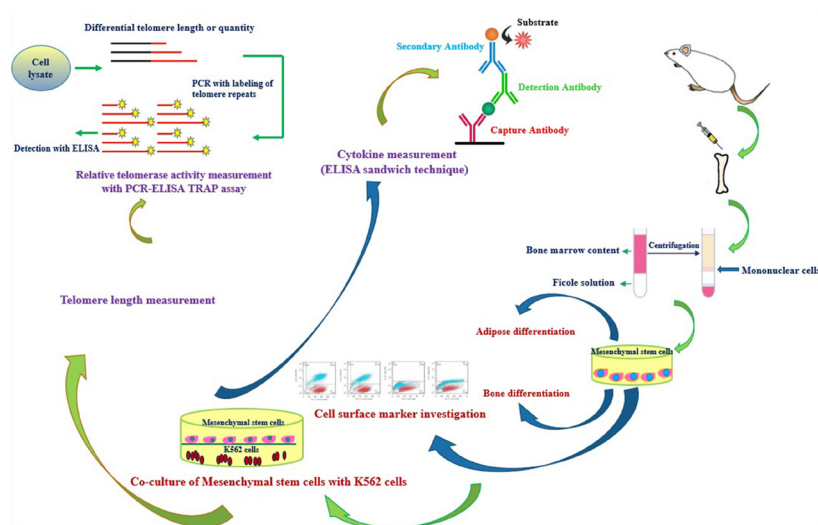 Differential telomere length or quantity
Cell
lysate
PCR with labeling of
telomere repeats
Detection with ELISA
Relative telomerase activity measurement
with PCR-ELISA TRAP assay
Telomere length measurement
Substrate
Secondary Antibody
Detection Antibody
Capture Antibody
Cytokine measurement
(ELISA sandwich technique)
Bone marrow content
Centrifugation
Mononuclear cells
Ficole solution
Adipose differentiation
Mesenchymal stem cells
Bone differentiation
Cell surface marker investigation
Mesenchymal stem cells
K562 cells
Co-culture of Mesenchymal stem cells with K562 cells